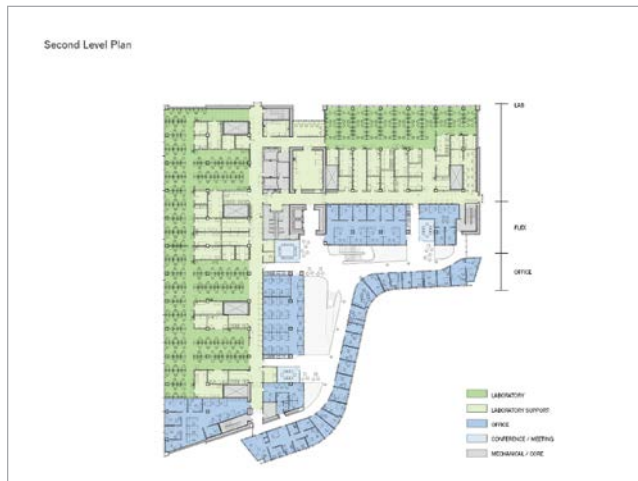 Second Level Plan
LAB
FLEX
OFFICE
LABORATORY
LABORATORY SUPPORT
OFFICE
CONFERENCE / MEETING
MECHANICAL / CORE